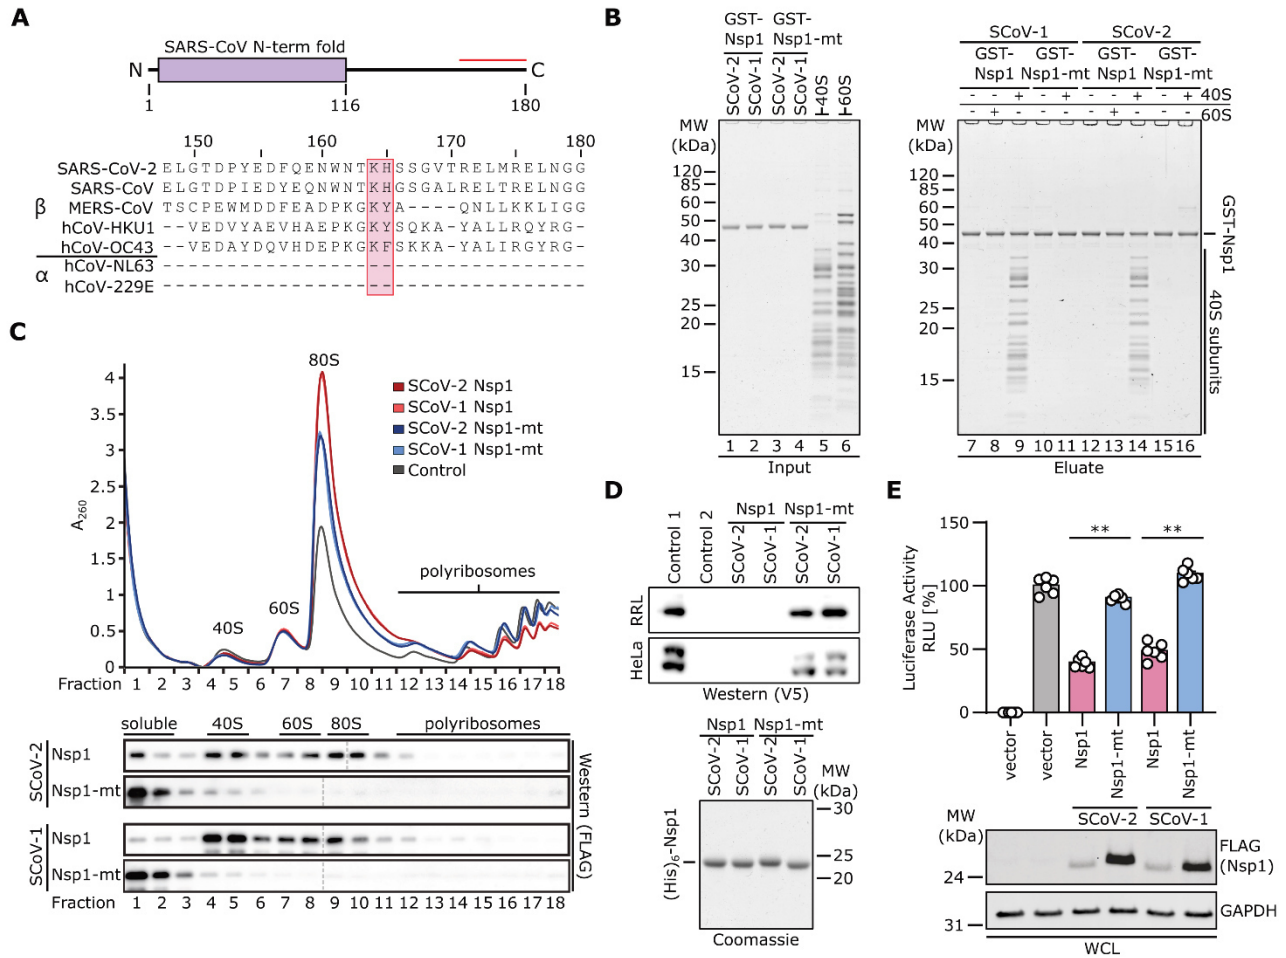 A
SARS-CoV N-term fold
N
C
1
116
180
150
160
170
180
SARS-CoV-2 ELGTDPYEDFQENWNTKHSSGVTRELMRELNGG
SARS-CoV ELGTDPIEDYEQNWNTKHGSGALRELTRELNGG
β MERS-CoV TSCPEWMDDFEADPKGKYA----QNLLKKLIGG
hCoV-HKU1 --VEDVYAEVHAEPKGKYSQKAY-ALLRQYRG-
hCoV-OC43 --VEDAYDQVHDEPKGKFSKKA-YALIRGYRG-
α hCoV-NL63 ---------------------------------
hCoV-229E ---------------------------------
B
GST-Nsp1 GST-Nsp1-mt
SCoV-2 SCoV-1 SCoV-2 SCoV-1 40S 60S
MW (kDa)
120
85
60
50
40
30
25
20
15
1 2 3 4 5 6
Input
SCoV-1 SCoV-2
GST-Nsp1 GST-Nsp1-mt GST-Nsp1 GST-Nsp1-mt
- - + - + - - + - + 40S
- + - - - - + - - - 60S
MW (kDa)
120
85
60
50
40
30
25
20
15
GST-Nsp1
40S subunits
7 8 9 10 11 12 13 14 15 16
Eluate
C
80S
60S
40S
polyribosomes
SCoV-2 Nsp1
SCoV-1 Nsp1
SCoV-2 Nsp1-mt
SCoV-1 Nsp1-mt
Control
A260
4
3.5
3
2.5
2
1.5
1
0.5
0
Fraction 1 2 3 4 5 6 7 8 9 10 11 12 13 14 15 16 17 18
soluble 40S 60S 80S polyribosomes
SCoV-2
Nsp1
Nsp1-mt
SCoV-1
Nsp1
Nsp1-mt
Western (FLAG)
Fraction 1 2 3 4 5 6 7 8 9 10 11 12 13 14 15 16 17 18
D
Nsp1 Nsp1-mt
Control 1 Control 2 SCoV-2 SCoV-1 SCoV-2 SCoV-1
RRL
HeLa
Western (V5)
Nsp1 Nsp1-mt
SCoV-2 SCoV-1 SCoV-2 SCoV-1
MW (kDa)
30
25
20
(His)6-Nsp1
Coomassie
E
Luciferase Activity
RLU [%]
150
100
50
0
** **
vector vector Nsp1 Nsp1-mt Nsp1 Nsp1-mt
SCoV-2 SCoV-1
MW (kDa)
24
31
FLAG (Nsp1)
GAPDH
WCL